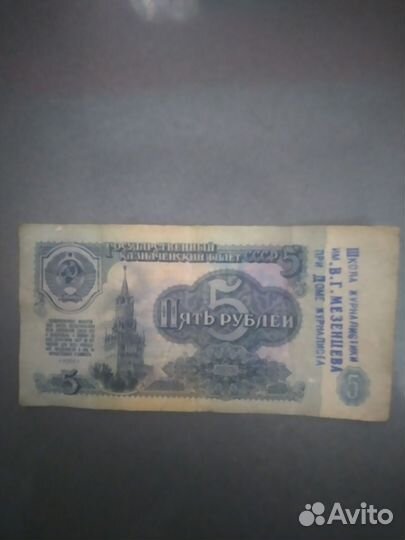 Государственный
казначейский билет СССР 5
5
Пять рублей
5
5
Школа журналистики
им. В.Г. Мезенцева
при Доме журналиста
Avito